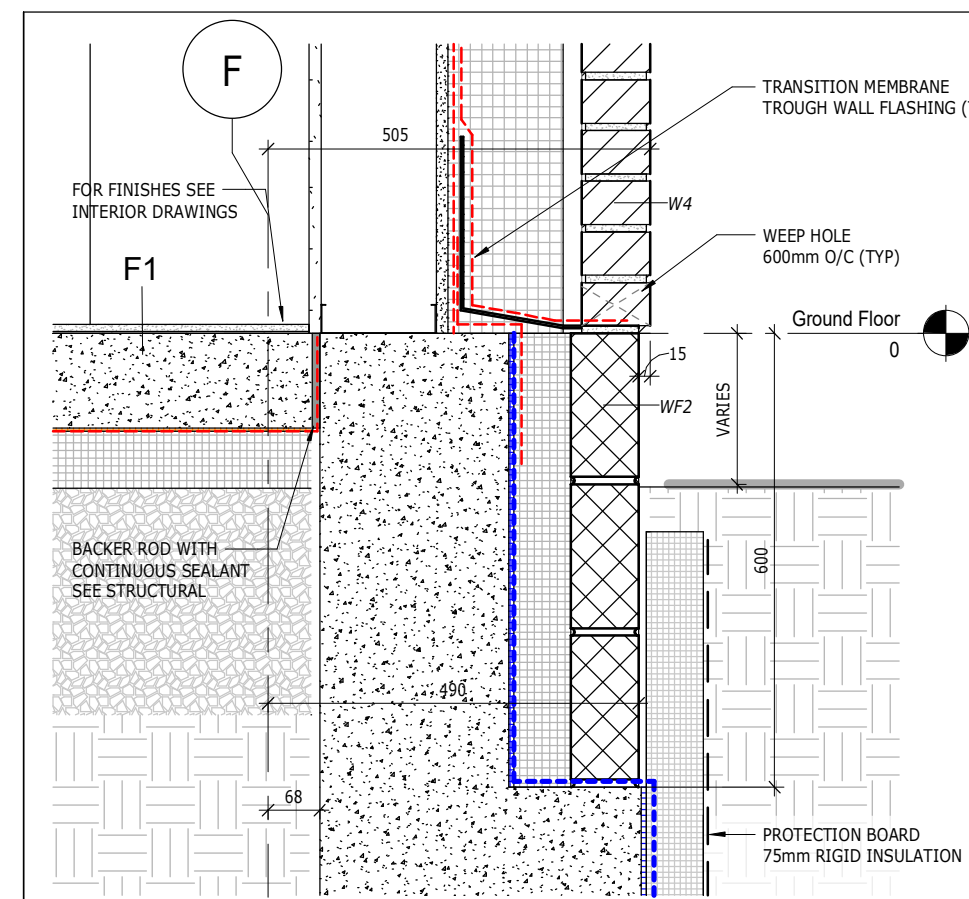 F
505
TRANSITION MEMBRANE
TROUGH WALL FLASHING (
FOR FINISHES SEE
INTERIOR DRAWINGS
W4
F1
WEEP HOLE
600mm O/C (TYP)
Ground Floor
0
15
WF2
VARIES
BACKER ROD WITH
CONTINUOUS SEALANT
SEE STRUCTURAL
600
490
68
PROTECTION BOARD
75mm RIGID INSULATION